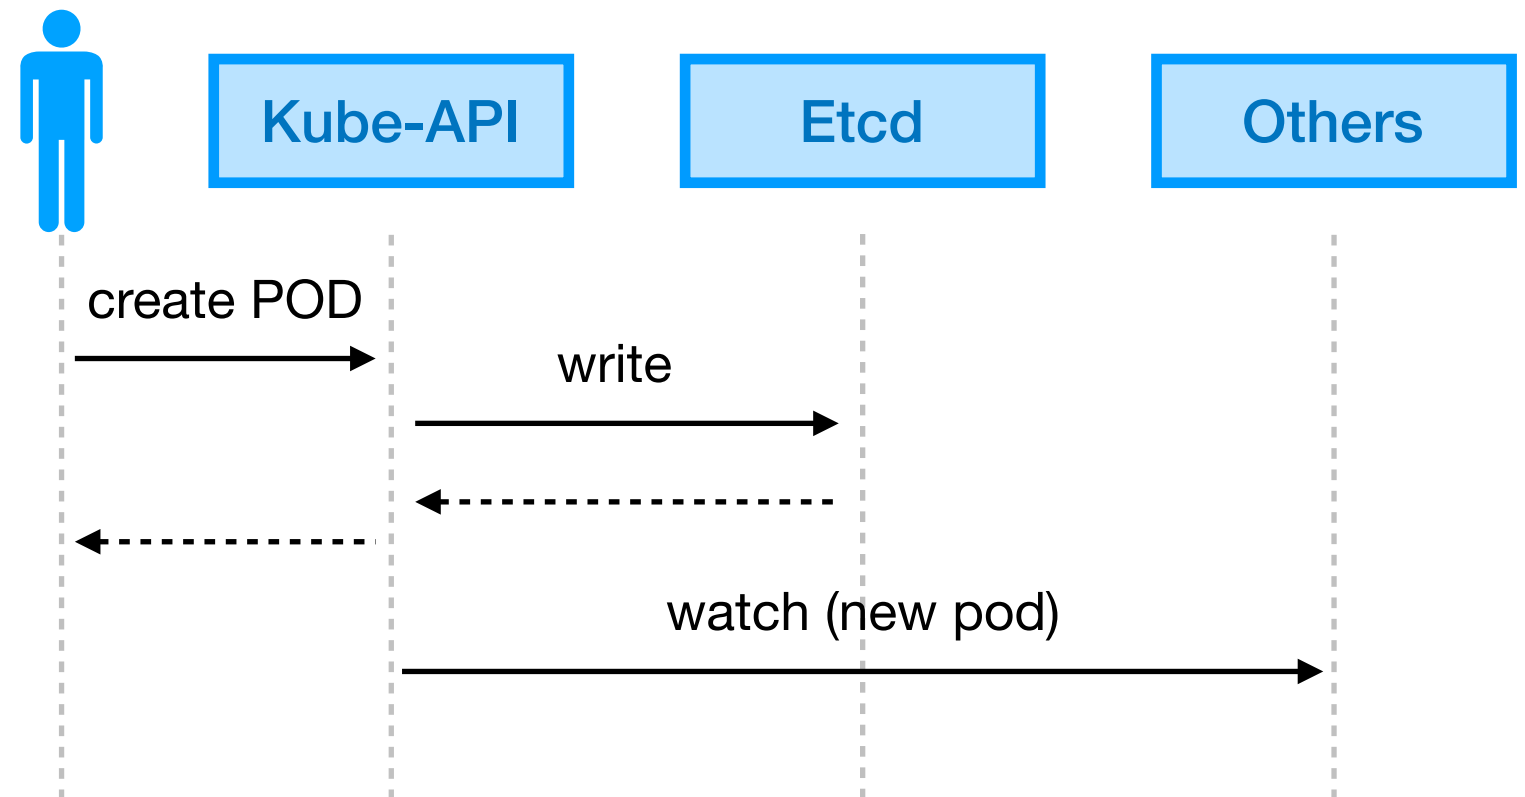 Kube-API
Etcd
Others
create POD
write
watch (new pod)